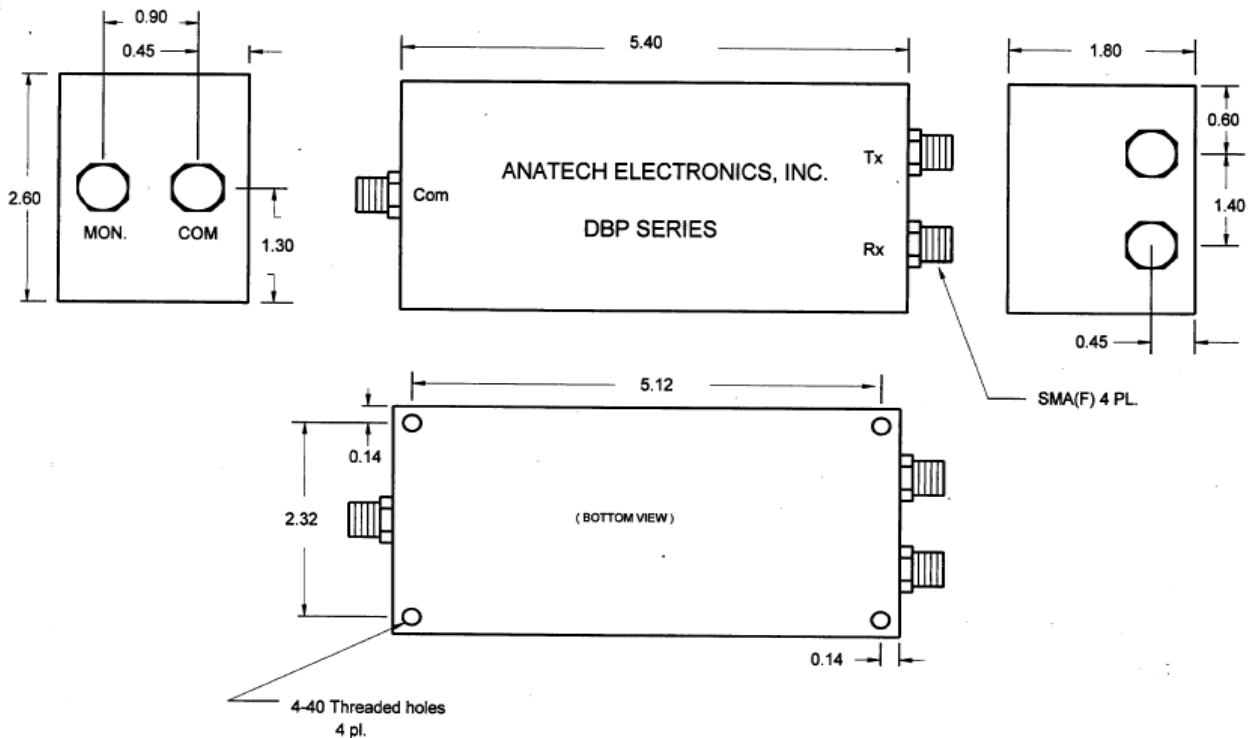 0.90
0.45
2.60
MON.
COM
1.30
5.40
Com
ANATECH ELECTRONICS, INC.
DBP SERIES
Tx
Rx
1.80
0.60
1.40
0.45
SMA(F) 4 PL.
5.12
0.14
2.32
( BOTTOM VIEW )
0.14
4-40 Threaded holes
4 pl.